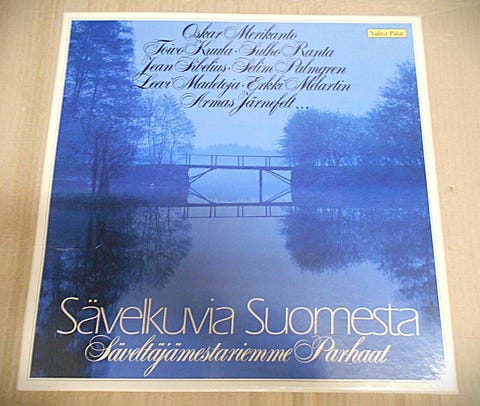 Oskar Merikanto
Toivo Kuula · Sulho Ranta
Jean Sibelius · Selim Palmgren
Leevi Madetoja · Erkki Melartin
Armas Järnefelt...
Valitut Palat
Sävelkuvia Suomesta
Säveltäjämestariemme Parhaat